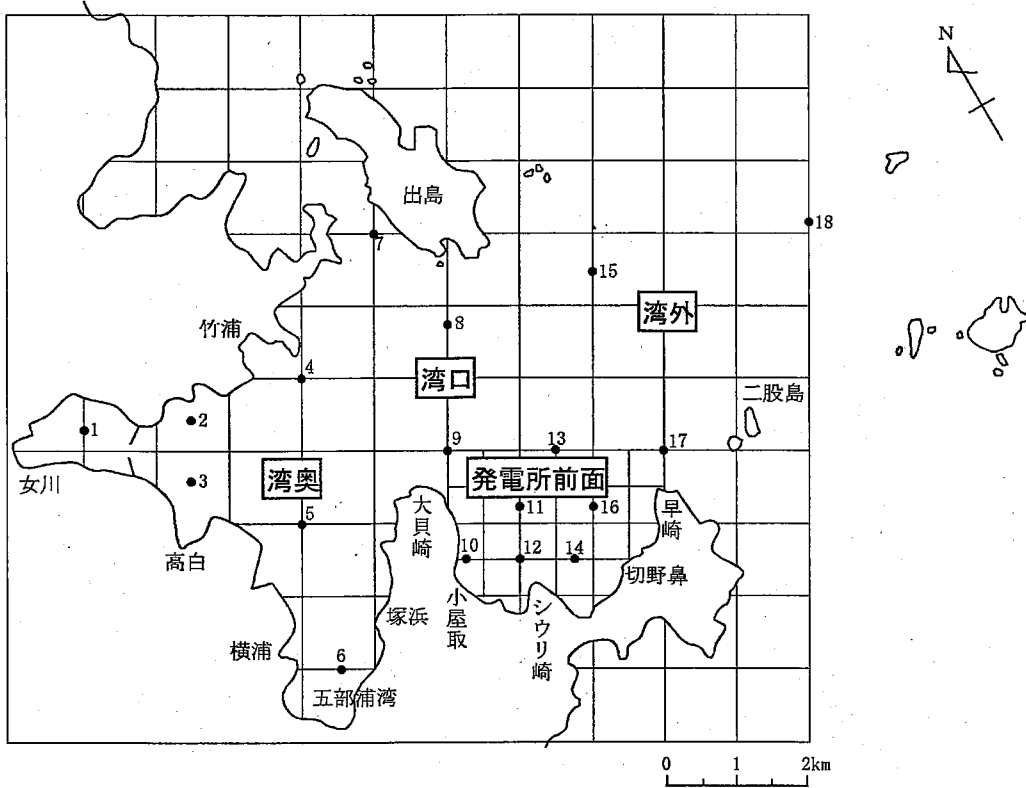 N
出島
18
7
15
湾外
竹浦
8
4
湾口
二股島
2
1
13
17
9
3
湾奥
発電所前面
女川
大貝崎
11
16
早崎
5
高白
10
12
14
切野鼻
小屋取
塚浜
シウリ崎
横浦
6
五部浦湾
0 1 2km